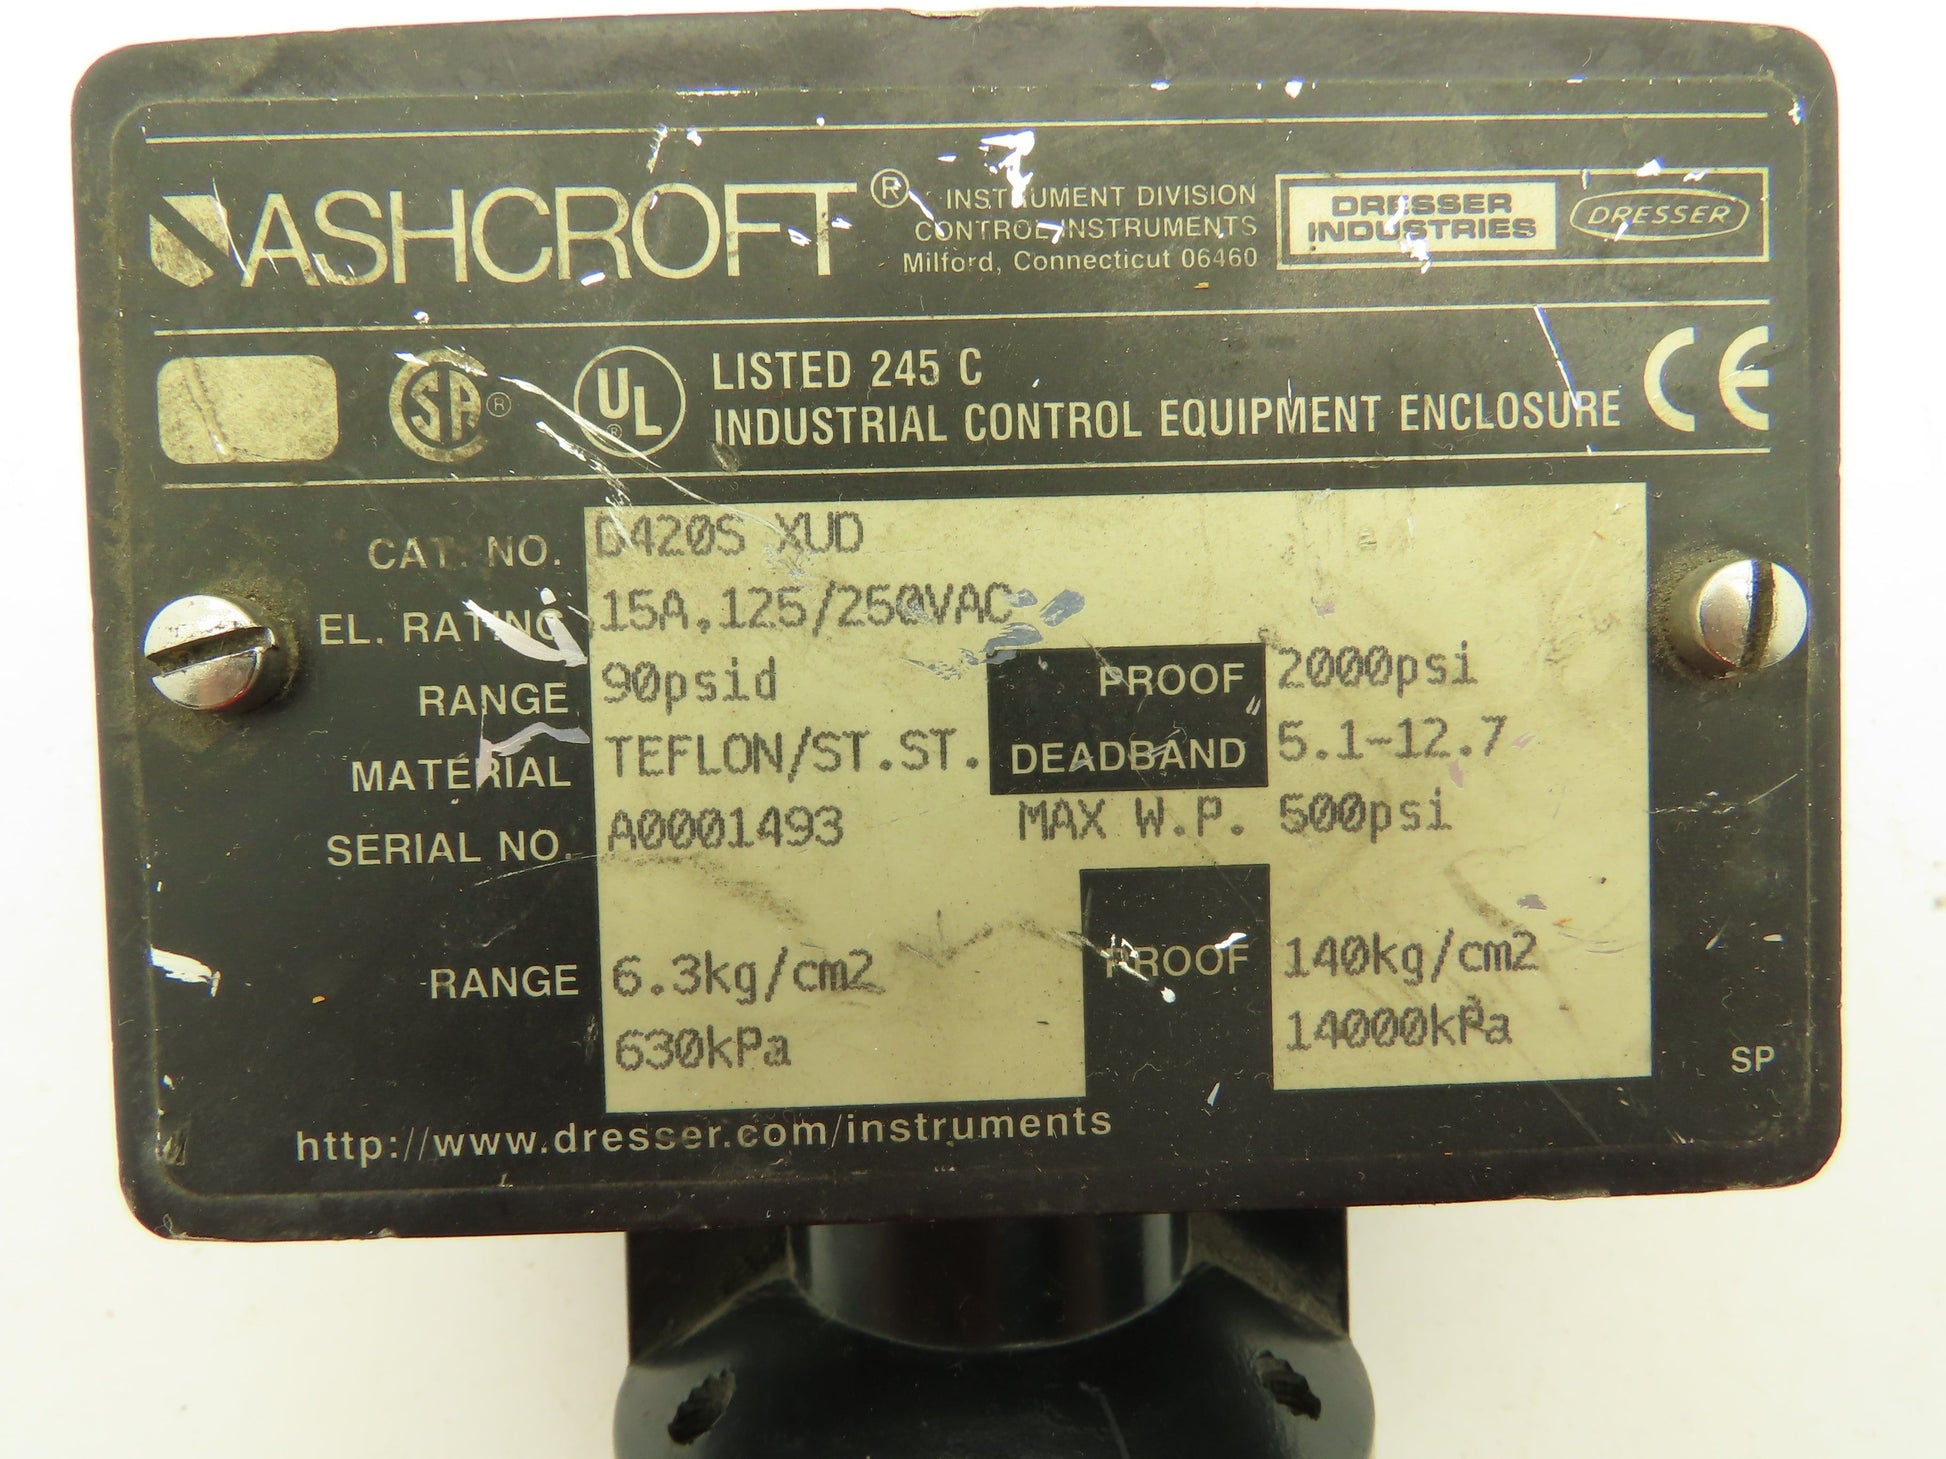 ASHCROFT® INSTRUMENT DIVISION
CONTROL INSTRUMENTS
Milford, Connecticut 06460
DRESSER
INDUSTRIES
DRESSER
SA ®
UL ®
LISTED 245 C
INDUSTRIAL CONTROL EQUIPMENT ENCLOSURE
CE
CAT. NO. D420S XUD
EL. RATING 15A,125/250VAC
RANGE 90psid PROOF 2000psi
MATERIAL TEFLON/ST.ST. DEADBAND 5.1-12.7
SERIAL NO. A0001493 MAX W.P. 500psi
RANGE 6.3kg/cm2 PROOF 140kg/cm2
630kPa 14000kPa
SP
http://www.dresser.com/instruments